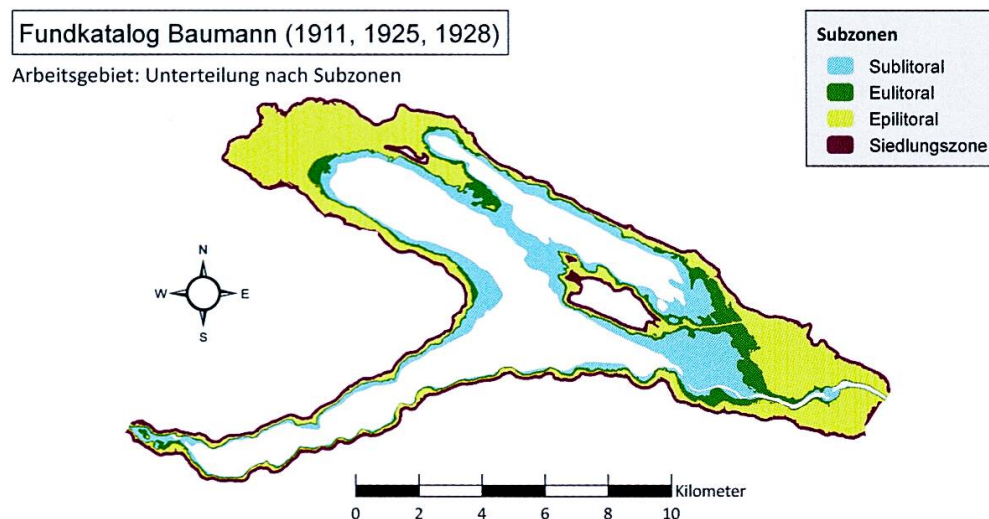 Fundkatalog Baumann (1911, 1925, 1928)
Arbeitsgebiet: Unterteilung nach Subzonen
Subzonen
Sublitoral
Eulitoral
Epilitoral
Siedlungszone
N
W E
S
Kilometer
0 2 4 6 8 10